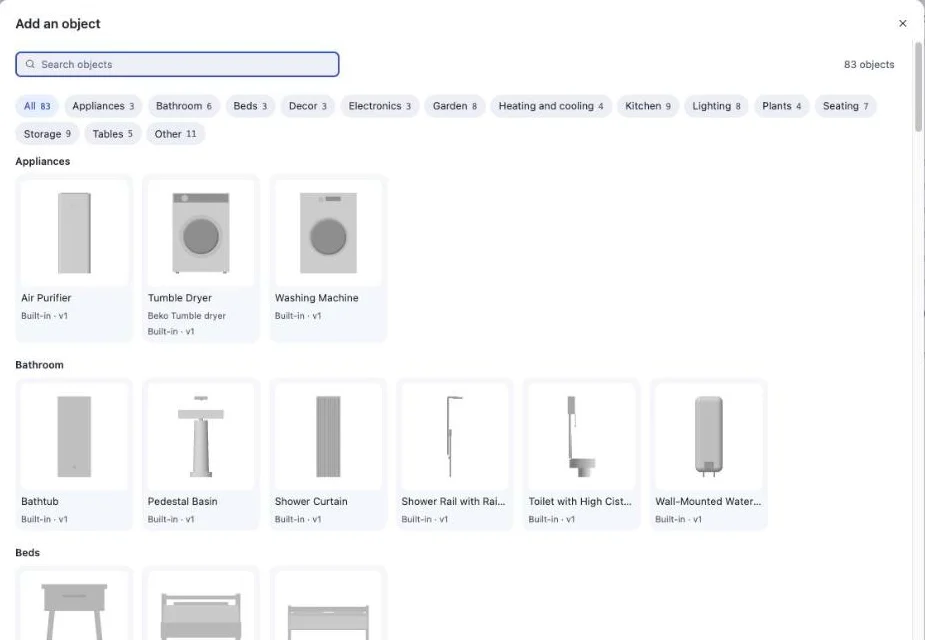 Add an object
Search objects
83 objects
All 83 Appliances 3 Bathroom 6 Beds 3 Decor 3 Electronics 3 Garden 8 Heating and cooling 4 Kitchen 9 Lighting 8 Plants 4 Seating 7
Storage 9 Tables 5 Other 11
Appliances
Air Purifier
Built-in · v1
Tumble Dryer
Beko Tumble dryer
Built-in · v1
Washing Machine
Built-in · v1
Bathroom
Bathtub
Built-in · v1
Pedestal Basin
Built-in · v1
Shower Curtain
Built-in · v1
Shower Rail with Rai...
Built-in · v1
Toilet with High Cist...
Built-in · v1
Wall-Mounted Water...
Built-in · v1
Beds